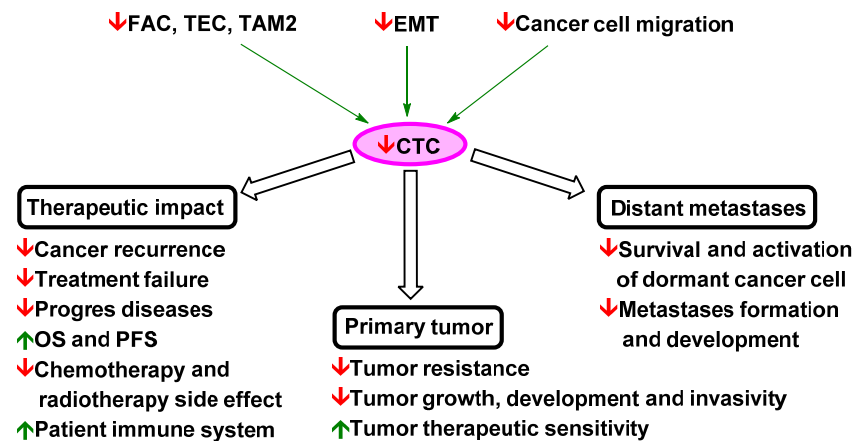 ↓FAC, TEC, TAM2
↓EMT
↓Cancer cell migration
↓CTC
Therapeutic impact
↓Cancer recurrence
↓Treatment failure
↓Progres diseases
↑OS and PFS
↓Chemotherapy and
radiotherapy side effect
↑Patient immune system
Primary tumor
↓Tumor resistance
↓Tumor growth, development and invasivity
↑Tumor therapeutic sensitivity
Distant metastases
↓Survival and activation
of dormant cancer cell
↓Metastases formation
and development